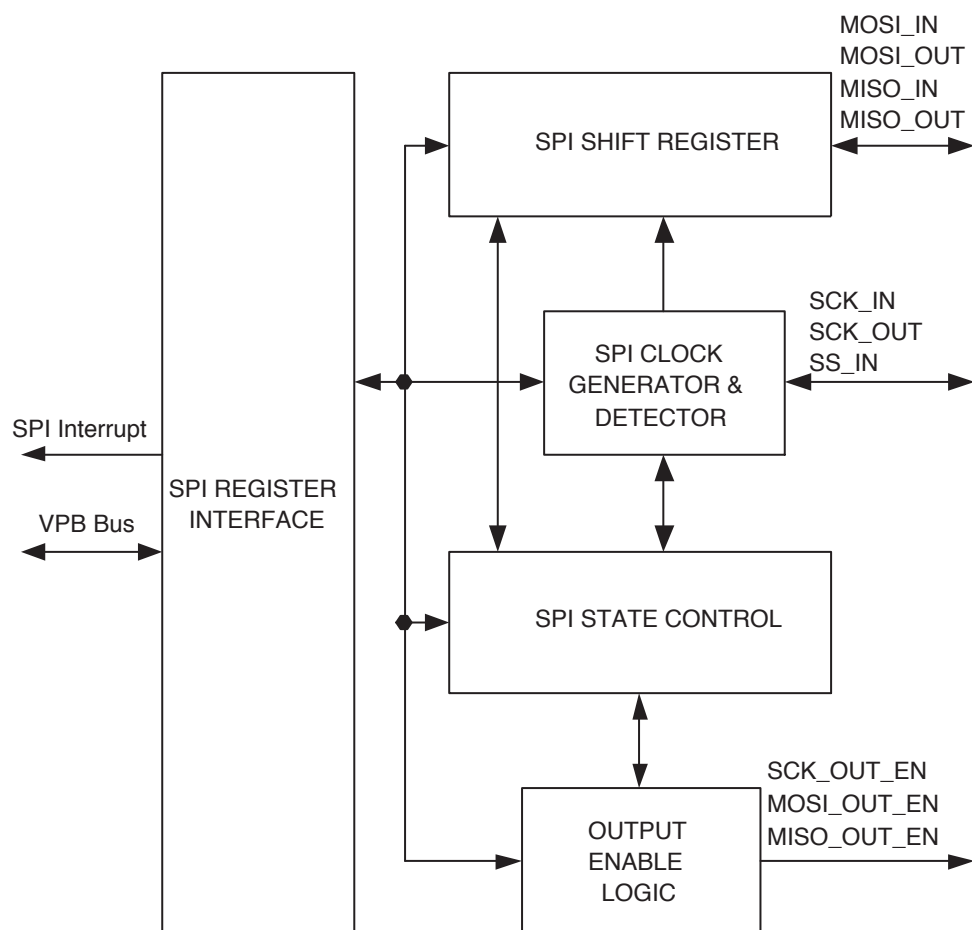 MOSI_IN
MOSI_OUT
MISO_IN
MISO_OUT
SPI SHIFT REGISTER
SCK_IN
SCK_OUT
SS_IN
SPI CLOCK
GENERATOR &
DETECTOR
SPI Interrupt
VPB Bus
SPI REGISTER
INTERFACE
SPI STATE CONTROL
SCK_OUT_EN
MOSI_OUT_EN
MISO_OUT_EN
OUTPUT
ENABLE
LOGIC